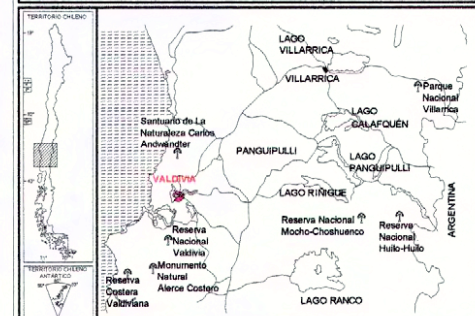 TERRITORIO CHILENO
LAGO
VILLARRICA
VILLARRICA
Parque
Nacional
Villarrica
Santuario de La
Naturaleza Carlos
Andwandter
LAGO
CALAFQUÉN
PANGUIPULLI
LAGO
PANGUIPULLI
VALDIVIA
LAGO RIÑIGUE
ARGENTINA
Reserva Nacional
Mocho-Choshuenco
Reserva
Nacional
Huilo-Huilo
Reserva
Nacional
Valdivia
Monumento
Natural
Alerce Costero
Reserva
Costera
Valdiviana
LAGO RANCO
TERRITORIO CHILENO
ANTÁRTICO